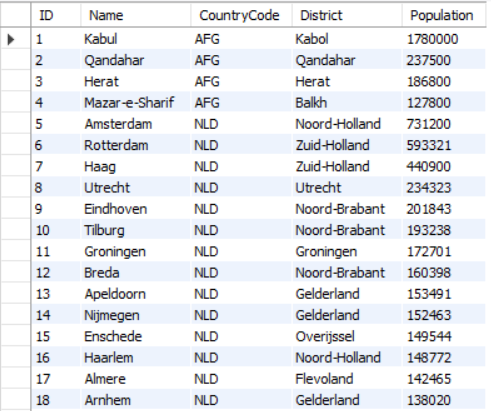 ID Name CountryCode District Population
1 Kabul AFG Kabol 1780000
2 Qandahar AFG Qandahar 237500
3 Herat AFG Herat 186800
4 Mazar-e-Sharif AFG Balkh 127800
5 Amsterdam NLD Noord-Holland 731200
6 Rotterdam NLD Zuid-Holland 593321
7 Haag NLD Zuid-Holland 440900
8 Utrecht NLD Utrecht 234323
9 Eindhoven NLD Noord-Brabant 201843
10 Tilburg NLD Noord-Brabant 193238
11 Groningen NLD Groningen 172701
12 Breda NLD Noord-Brabant 160398
13 Apeldoorn NLD Gelderland 153491
14 Nijmegen NLD Gelderland 152463
15 Enschede NLD Overijssel 149544
16 Haarlem NLD Noord-Holland 148772
17 Almere NLD Flevoland 142465
18 Arnhem NLD Gelderland 138020